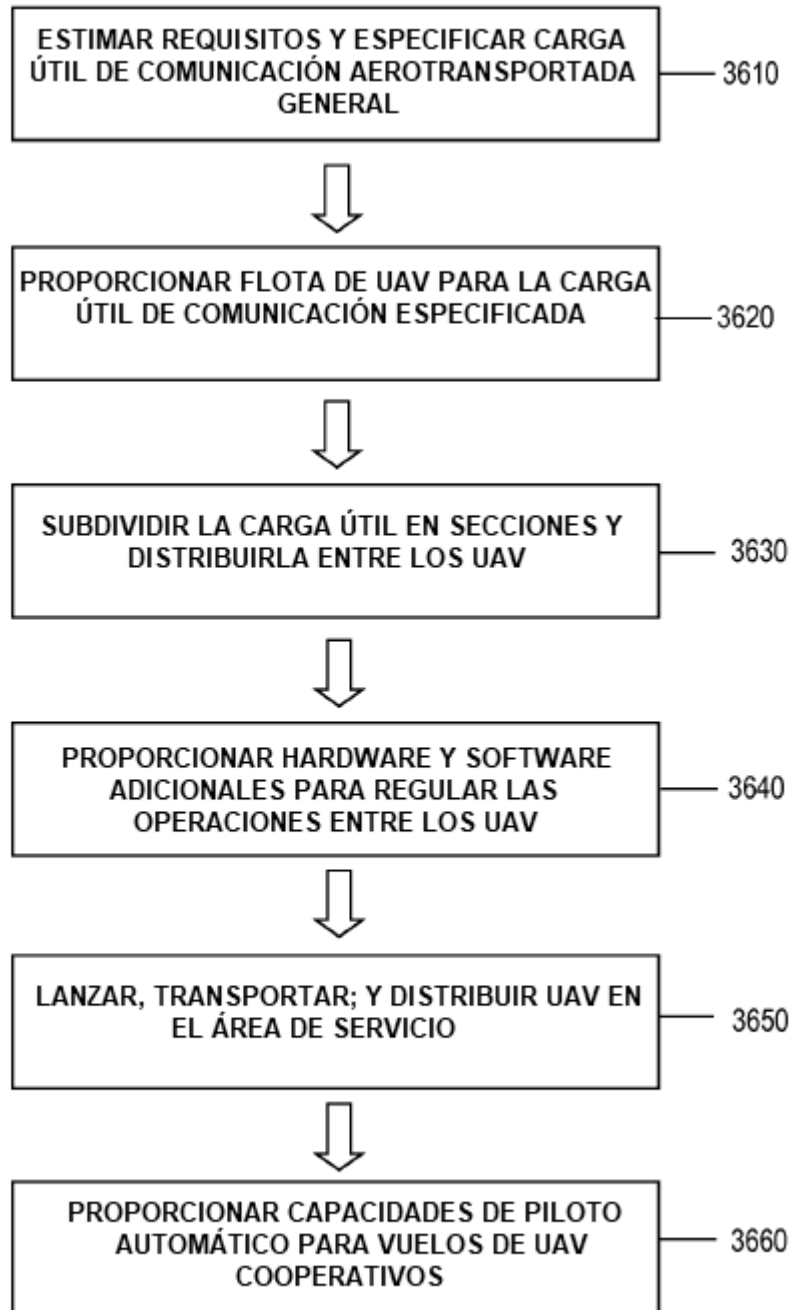 ESTIMAR REQUISITOS Y ESPECIFICAR CARGA
ÚTIL DE COMUNICACIÓN AEROTRANSPORTADA
GENERAL
3610
PROPORCIONAR FLOTA DE UAV PARA LA CARGA
ÚTIL DE COMUNICACIÓN ESPECIFICADA
3620
SUBDIVIDIR LA CARGA ÚTIL EN SECCIONES Y
DISTRIBUIRLA ENTRE LOS UAV
3630
PROPORCIONAR HARDWARE Y SOFTWARE
ADICIONALES PARA REGULAR LAS
OPERACIONES ENTRE LOS UAV
3640
LANZAR, TRANSPORTAR; Y DISTRIBUIR UAV EN
EL ÁREA DE SERVICIO
3650
PROPORCIONAR CAPACIDADES DE PILOTO
AUTOMÁTICO PARA VUELOS DE UAV
COOPERATIVOS
3660